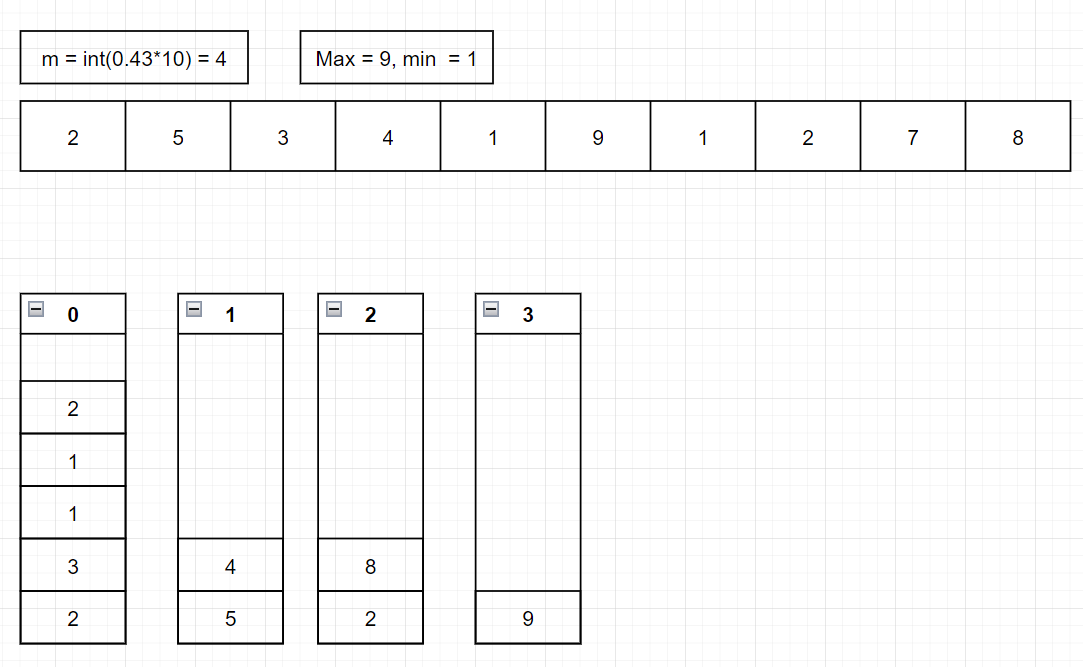 m = int(0.43*10) = 4
Max = 9, min = 1
2 5 3 4 1 9 1 2 7 8
0 1 2 3
2
1
1
3 4 8
2 5 2 9